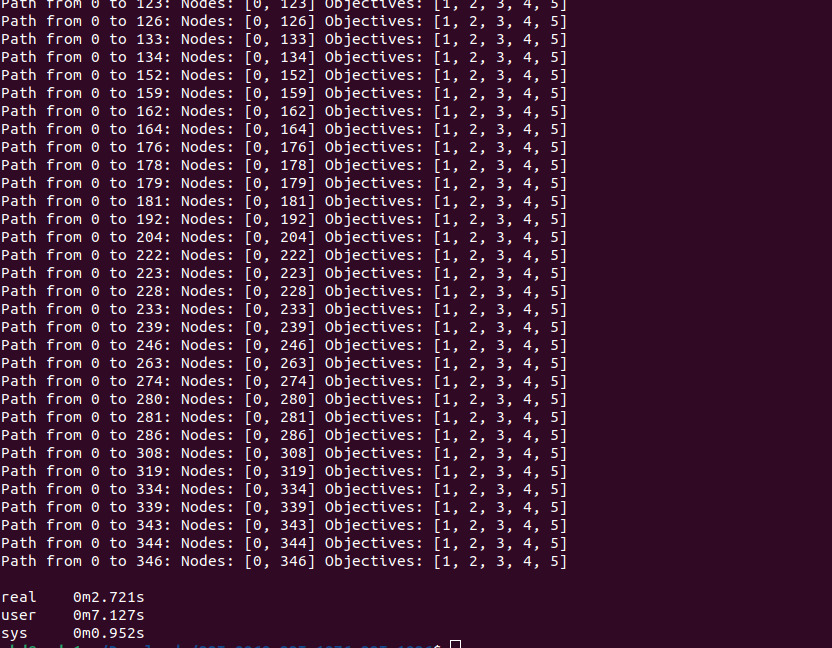 Path from 0 to 123: Nodes: [0, 123] Objectives: [1, 2, 3, 4, 5]
Path from 0 to 126: Nodes: [0, 126] Objectives: [1, 2, 3, 4, 5]
Path from 0 to 133: Nodes: [0, 133] Objectives: [1, 2, 3, 4, 5]
Path from 0 to 134: Nodes: [0, 134] Objectives: [1, 2, 3, 4, 5]
Path from 0 to 152: Nodes: [0, 152] Objectives: [1, 2, 3, 4, 5]
Path from 0 to 159: Nodes: [0, 159] Objectives: [1, 2, 3, 4, 5]
Path from 0 to 162: Nodes: [0, 162] Objectives: [1, 2, 3, 4, 5]
Path from 0 to 164: Nodes: [0, 164] Objectives: [1, 2, 3, 4, 5]
Path from 0 to 176: Nodes: [0, 176] Objectives: [1, 2, 3, 4, 5]
Path from 0 to 178: Nodes: [0, 178] Objectives: [1, 2, 3, 4, 5]
Path from 0 to 179: Nodes: [0, 179] Objectives: [1, 2, 3, 4, 5]
Path from 0 to 181: Nodes: [0, 181] Objectives: [1, 2, 3, 4, 5]
Path from 0 to 192: Nodes: [0, 192] Objectives: [1, 2, 3, 4, 5]
Path from 0 to 204: Nodes: [0, 204] Objectives: [1, 2, 3, 4, 5]
Path from 0 to 222: Nodes: [0, 222] Objectives: [1, 2, 3, 4, 5]
Path from 0 to 223: Nodes: [0, 223] Objectives: [1, 2, 3, 4, 5]
Path from 0 to 228: Nodes: [0, 228] Objectives: [1, 2, 3, 4, 5]
Path from 0 to 233: Nodes: [0, 233] Objectives: [1, 2, 3, 4, 5]
Path from 0 to 239: Nodes: [0, 239] Objectives: [1, 2, 3, 4, 5]
Path from 0 to 246: Nodes: [0, 246] Objectives: [1, 2, 3, 4, 5]
Path from 0 to 263: Nodes: [0, 263] Objectives: [1, 2, 3, 4, 5]
Path from 0 to 274: Nodes: [0, 274] Objectives: [1, 2, 3, 4, 5]
Path from 0 to 280: Nodes: [0, 280] Objectives: [1, 2, 3, 4, 5]
Path from 0 to 281: Nodes: [0, 281] Objectives: [1, 2, 3, 4, 5]
Path from 0 to 286: Nodes: [0, 286] Objectives: [1, 2, 3, 4, 5]
Path from 0 to 308: Nodes: [0, 308] Objectives: [1, 2, 3, 4, 5]
Path from 0 to 319: Nodes: [0, 319] Objectives: [1, 2, 3, 4, 5]
Path from 0 to 334: Nodes: [0, 334] Objectives: [1, 2, 3, 4, 5]
Path from 0 to 339: Nodes: [0, 339] Objectives: [1, 2, 3, 4, 5]
Path from 0 to 343: Nodes: [0, 343] Objectives: [1, 2, 3, 4, 5]
Path from 0 to 344: Nodes: [0, 344] Objectives: [1, 2, 3, 4, 5]
Path from 0 to 346: Nodes: [0, 346] Objectives: [1, 2, 3, 4, 5]
real 0m2.721s
user 0m7.127s
sys 0m0.952s